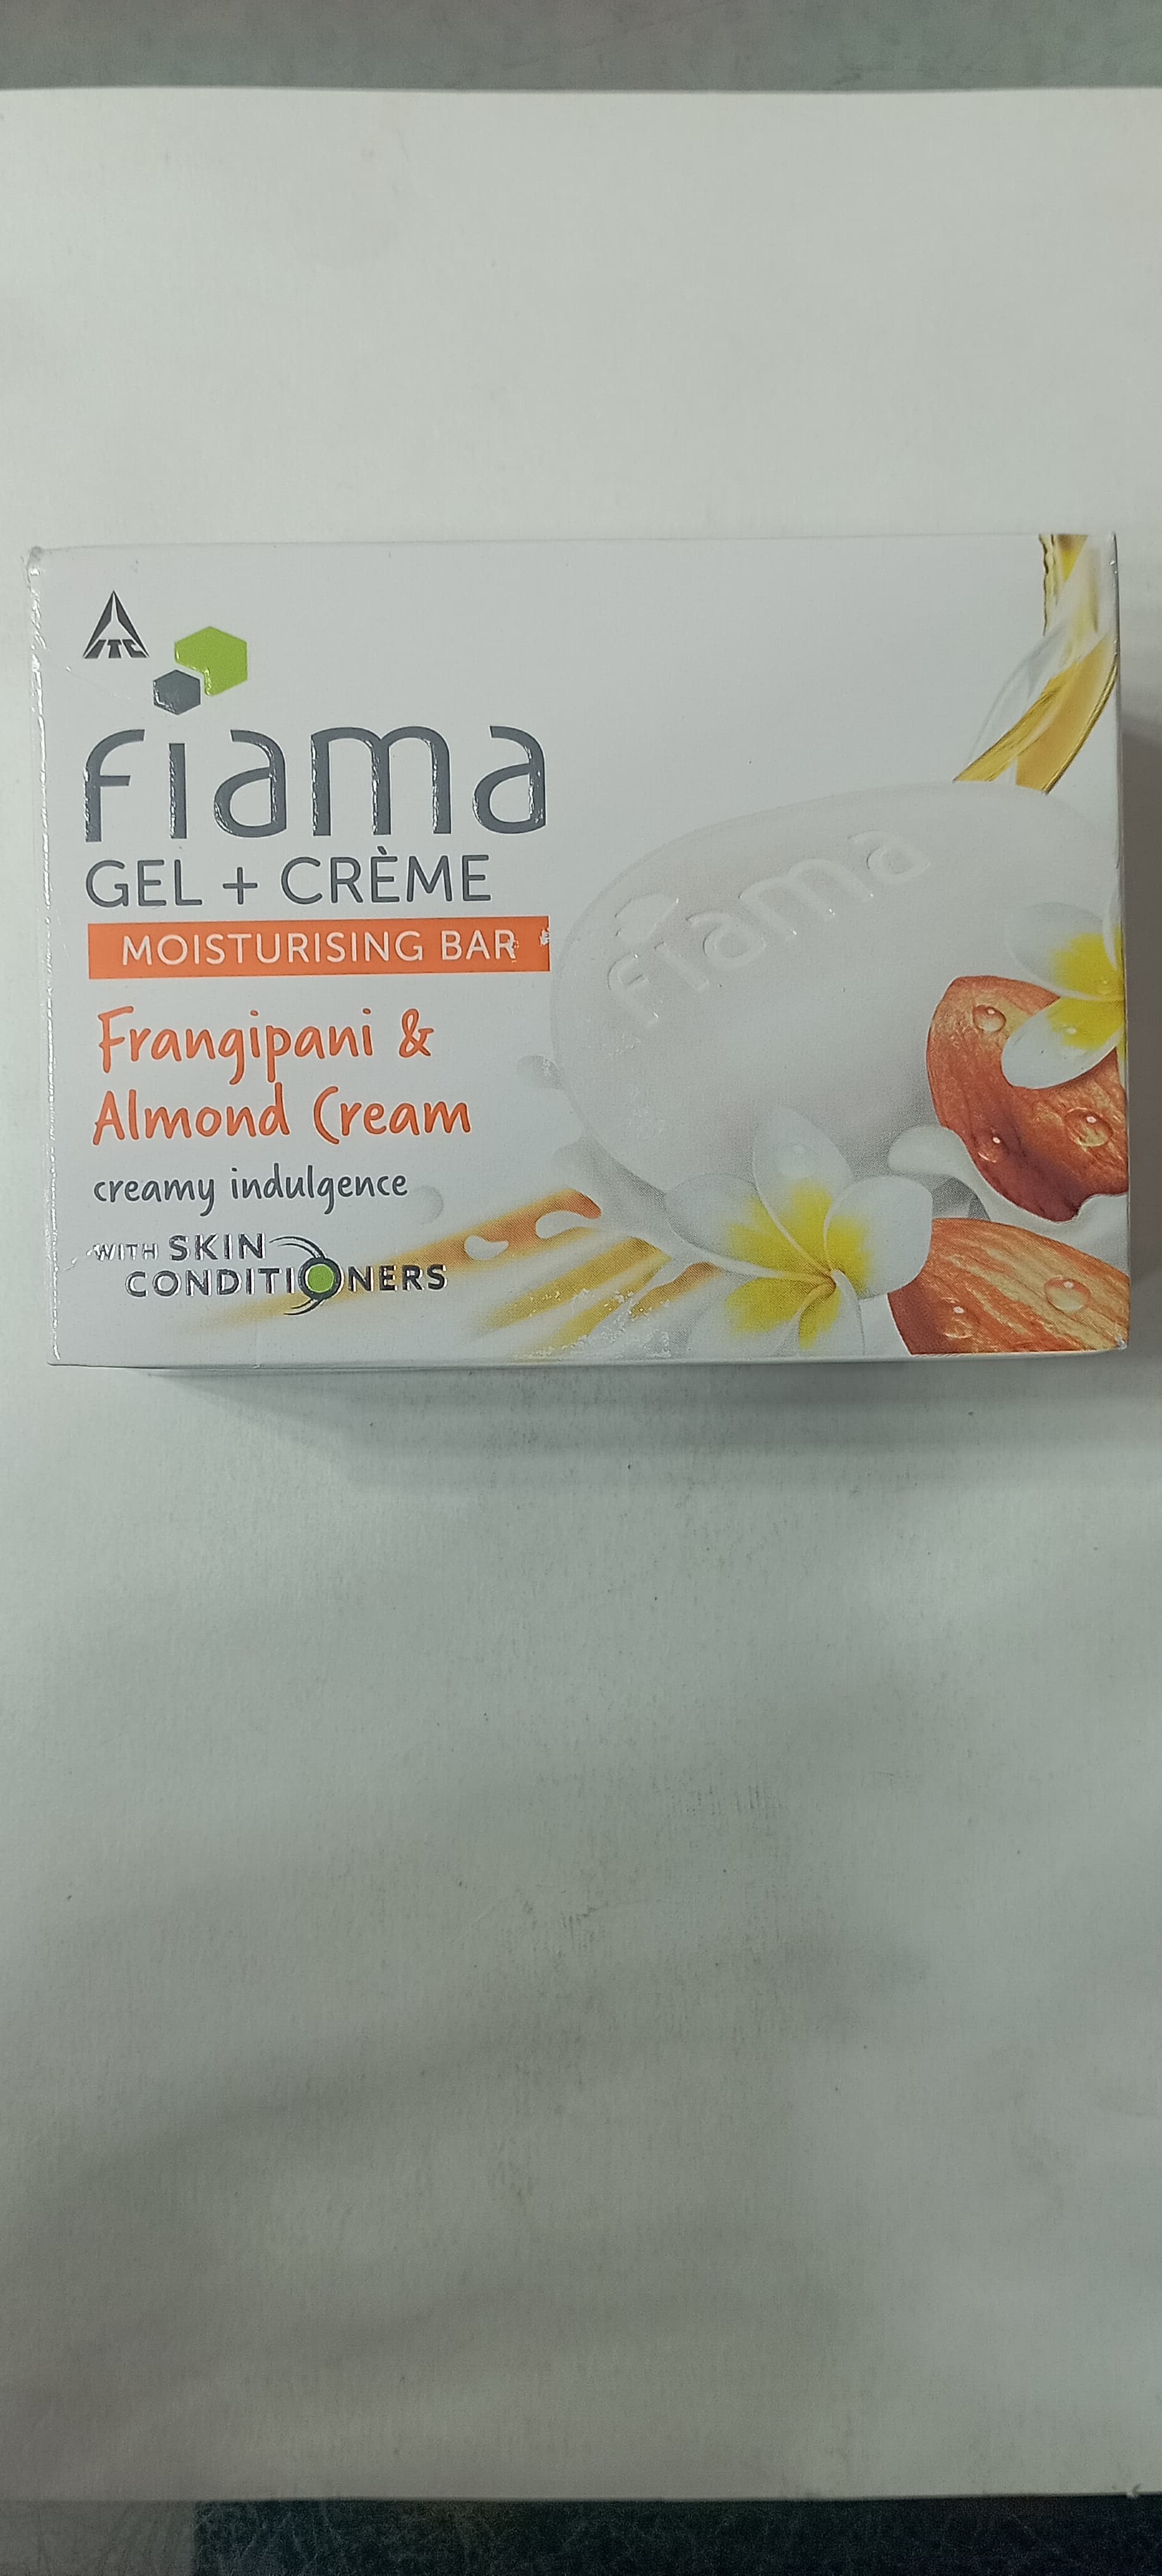 ITC
fiama
GEL + CRÈME
MOISTURISING BAR
Frangipani &
Almond Cream
creamy indulgence
WITH SKIN
CONDITIONERS
fiama